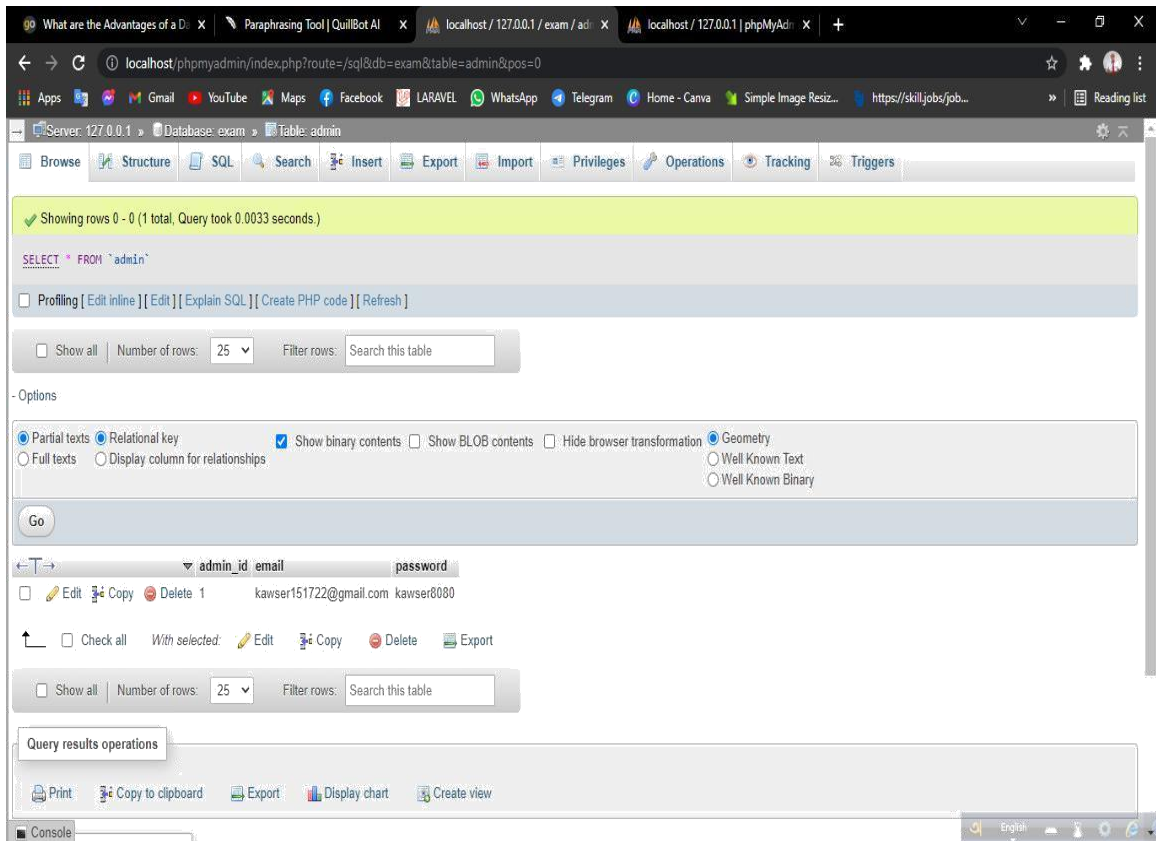 What are the Advantages of a Da
Paraphrasing Tool | QuillBot AI
localhost / 127.0.0.1 / exam / adm
localhost / 127.0.0.1 | phpMyAdm
localhost/phpmyadmin/index.php?route=/sql&db=exam&table=admin&pos=0
Apps Gmail YouTube Maps Facebook LARAVEL WhatsApp Telegram Home - Canva Simple Image Resiz... https://skill.jobs/job... » Reading list
Server: 127.0.0.1 » Database: exam » Table: admin
Browse Structure SQL Search Insert Export Import Privileges Operations Tracking Triggers
Showing rows 0 - 0 (1 total, Query took 0.0033 seconds.)
SELECT * FROM `admin`
Profiling [ Edit inline ] [ Edit ] [ Explain SQL ] [ Create PHP code ] [ Refresh ]
Show all | Number of rows: 25 Filter rows: Search this table
- Options
Partial texts Relational key Show binary contents Show BLOB contents Hide browser transformation Geometry
Full texts Display column for relationships Well Known Text
Well Known Binary
Go
←T→ admin_id email password
Edit Copy Delete 1 kawser151722@gmail.com kawser8080
Check all With selected: Edit Copy Delete Export
Show all | Number of rows: 25 Filter rows: Search this table
Query results operations
Print Copy to clipboard Export Display chart Create view
Console
English